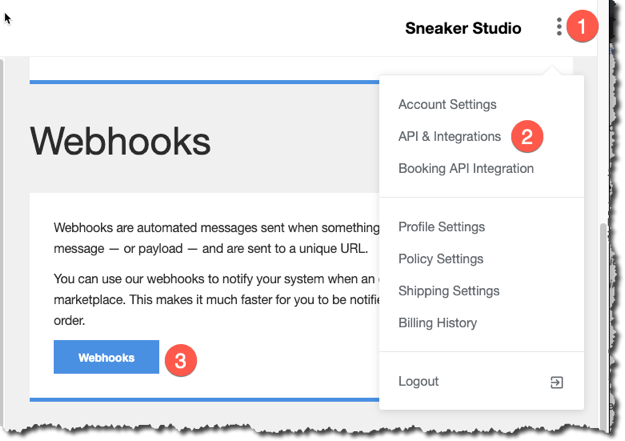 Sneaker Studio
1
Account Settings
API & Integrations 2
Booking API Integration
Profile Settings
Policy Settings
Shipping Settings
Billing History
Logout
Webhooks
Webhooks are automated messages sent when something
message — or payload — and are sent to a unique URL.
You can use our webhooks to notify your system when an
marketplace. This makes it much faster for you to be notifie
order.
Webhooks 3